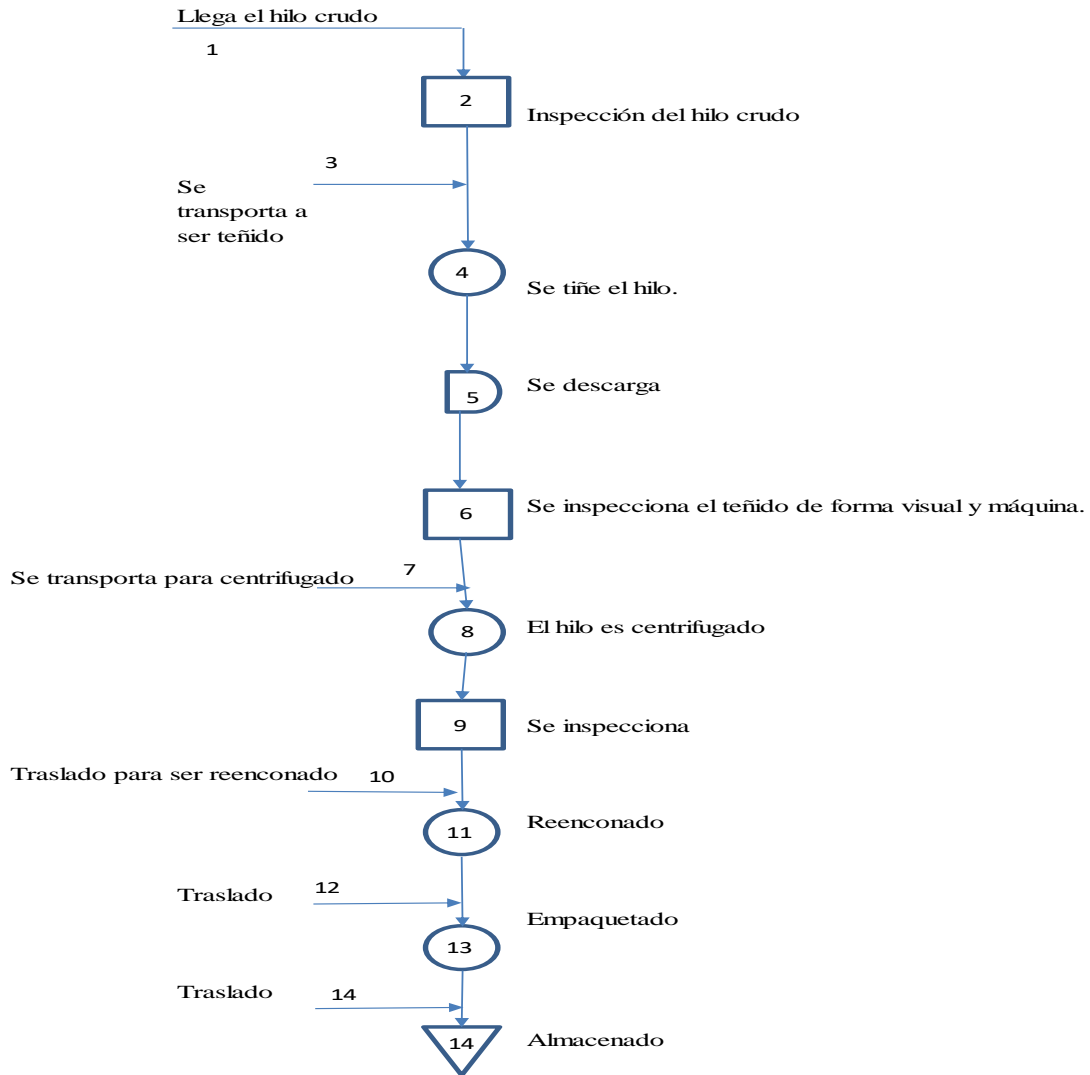 Llega el hilo crudo
1
2
Inspección del hilo crudo
3
Se
transporta a
ser teñido
4
Se tiñe el hilo.
5
Se descarga
6
Se inspecciona el teñido de forma visual y máquina.
Se transporta para centrifugado
7
8
El hilo es centrifugado
9
Se inspecciona
Traslado para ser reenconado
10
11
Reenconado
Traslado
12
Empaquetado
13
Traslado
14
14
Almacenado